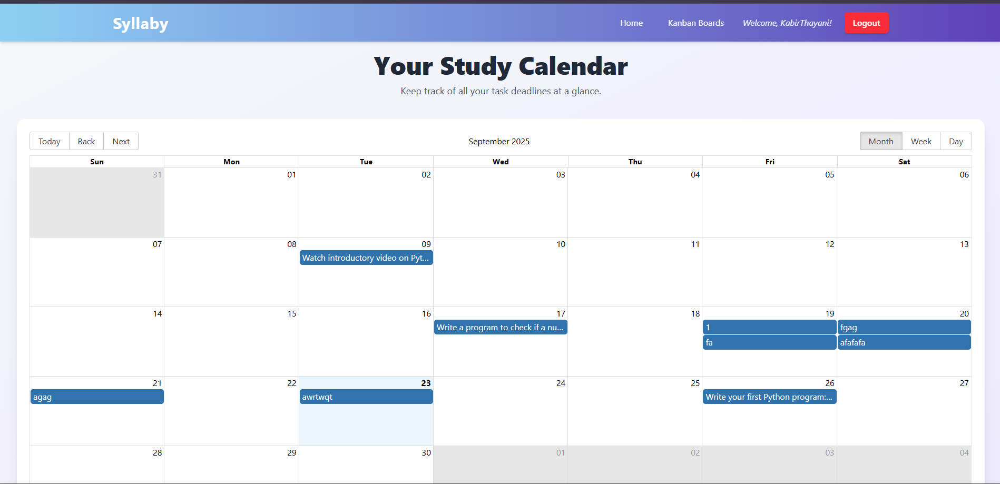 Syllaby
Home Kanban Boards Welcome, KabirThayani! Logout
Your Study Calendar
Keep track of all your task deadlines at a glance.
Today Back Next September 2025 Month Week Day
Sun Mon Tue Wed Thu Fri Sat
31 01 02 03 04 05 06
07 08 09 10 11 12 13
Watch introductory video on Pyt...
14 15 16 17 18 19 20
Write a program to check if a nu... 1 fgag
fa afafafa
21 22 23 24 25 26 27
agag awrtwqt Write your first Python program:...
28 29 30 01 02 03 04